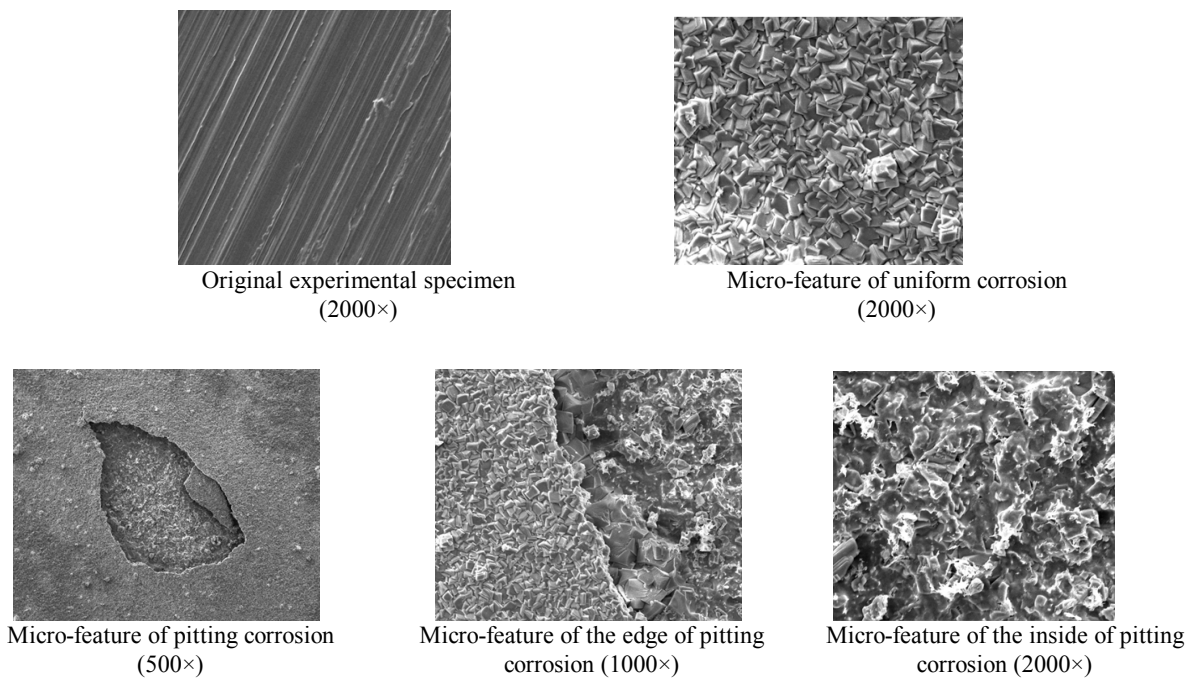 Original experimental specimen
(2000×)
Micro-feature of uniform corrosion
(2000×)
Micro-feature of pitting corrosion
(500×)
Micro-feature of the edge of pitting
corrosion (1000×)
Micro-feature of the inside of pitting
corrosion (2000×)